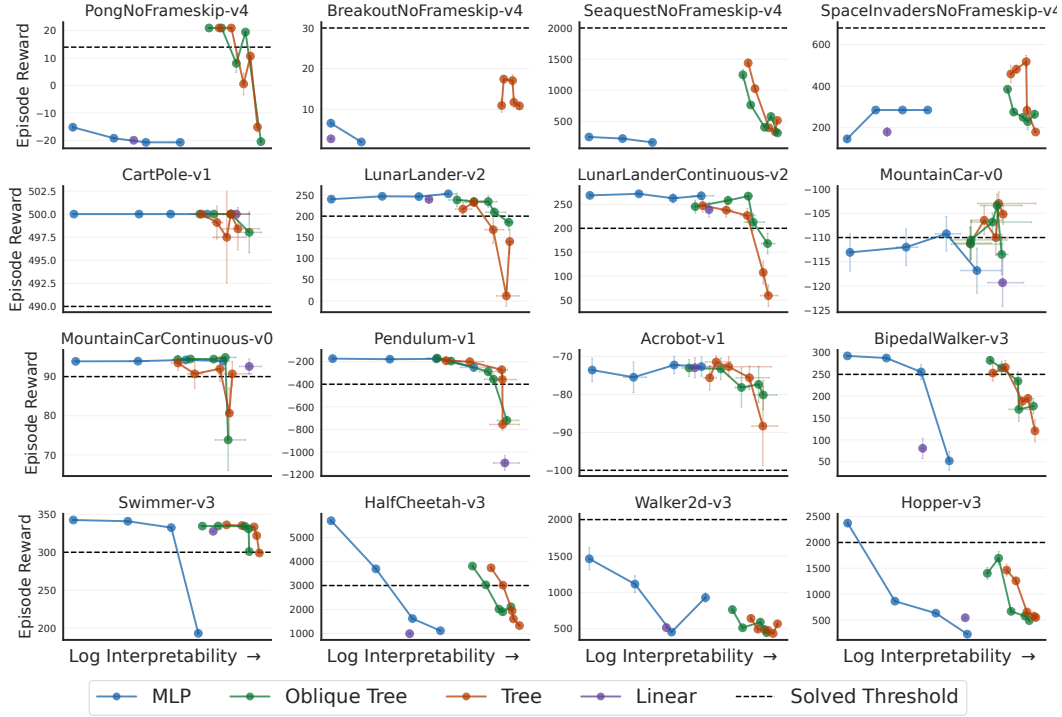 PongNoFrameskip-v4
BreakoutNoFrameskip-v4
SeaquestNoFrameskip-v4
SpaceInvadersNoFrameskip-v4
Episode Reward
20
10
0
−10
−20
30
20
10
2000
1500
1000
500
600
400
200
CartPole-v1
LunarLander-v2
LunarLanderContinuous-v2
MountainCar-v0
Episode Reward
502.5
500.0
497.5
495.0
492.5
490.0
250
200
150
100
50
0
250
200
150
100
50
−100
−105
−110
−115
−120
−125
MountainCarContinuous-v0
Pendulum-v1
Acrobot-v1
BipedalWalker-v3
Episode Reward
90
80
70
−200
−400
−600
−800
−1000
−1200
−70
−80
−90
−100
300
250
200
150
100
50
Swimmer-v3
HalfCheetah-v3
Walker2d-v3
Hopper-v3
Episode Reward
350
300
250
200
5000
4000
3000
2000
1000
2000
1500
1000
500
2500
2000
1500
1000
500
Log Interpretability →
Log Interpretability →
Log Interpretability →
Log Interpretability →
MLP
Oblique Tree
Tree
Linear
Solved Threshold